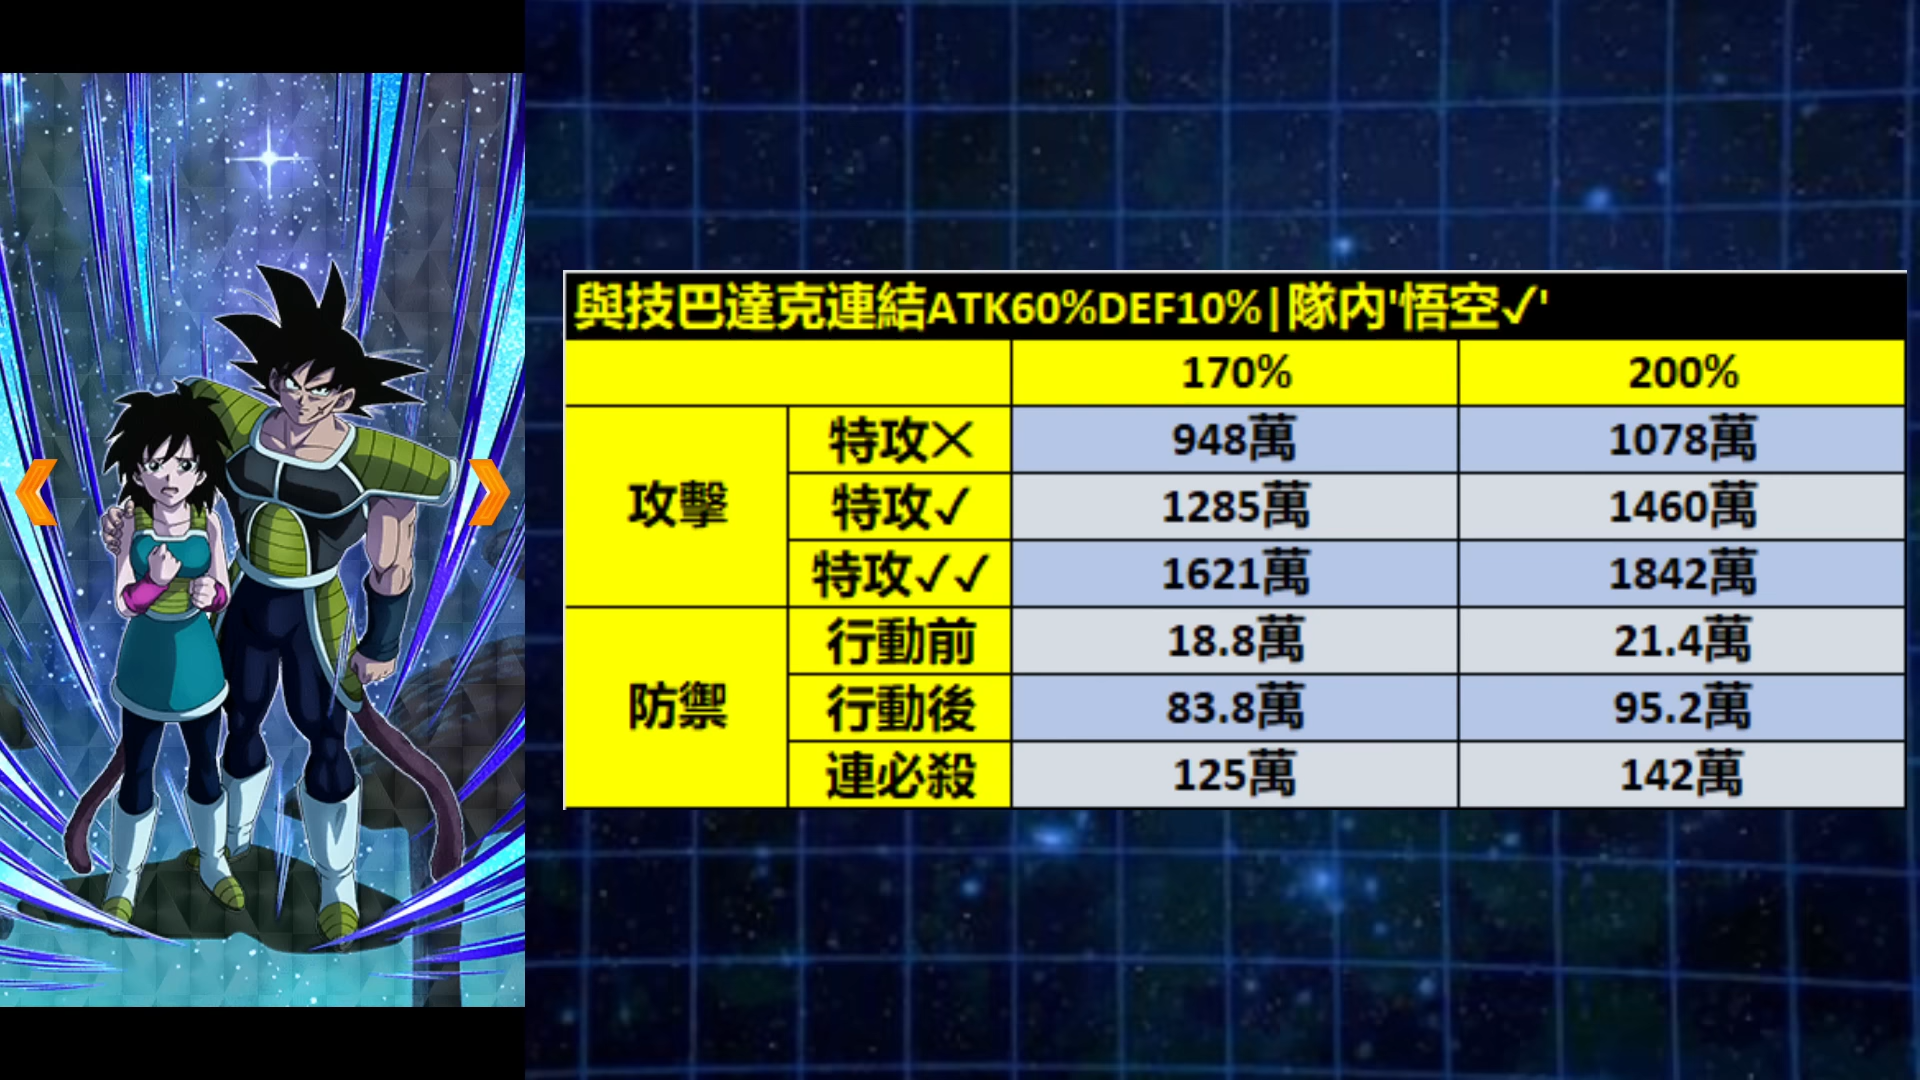 與技巴達克連結ATK60%DEF10%|隊內'悟空✓'
170% 200%
攻擊
特攻✕ 948萬 1078萬
特攻✓ 1285萬 1460萬
特攻✓✓ 1621萬 1842萬
防禦
行動前 18.8萬 21.4萬
行動後 83.8萬 95.2萬
連必殺 125萬 142萬